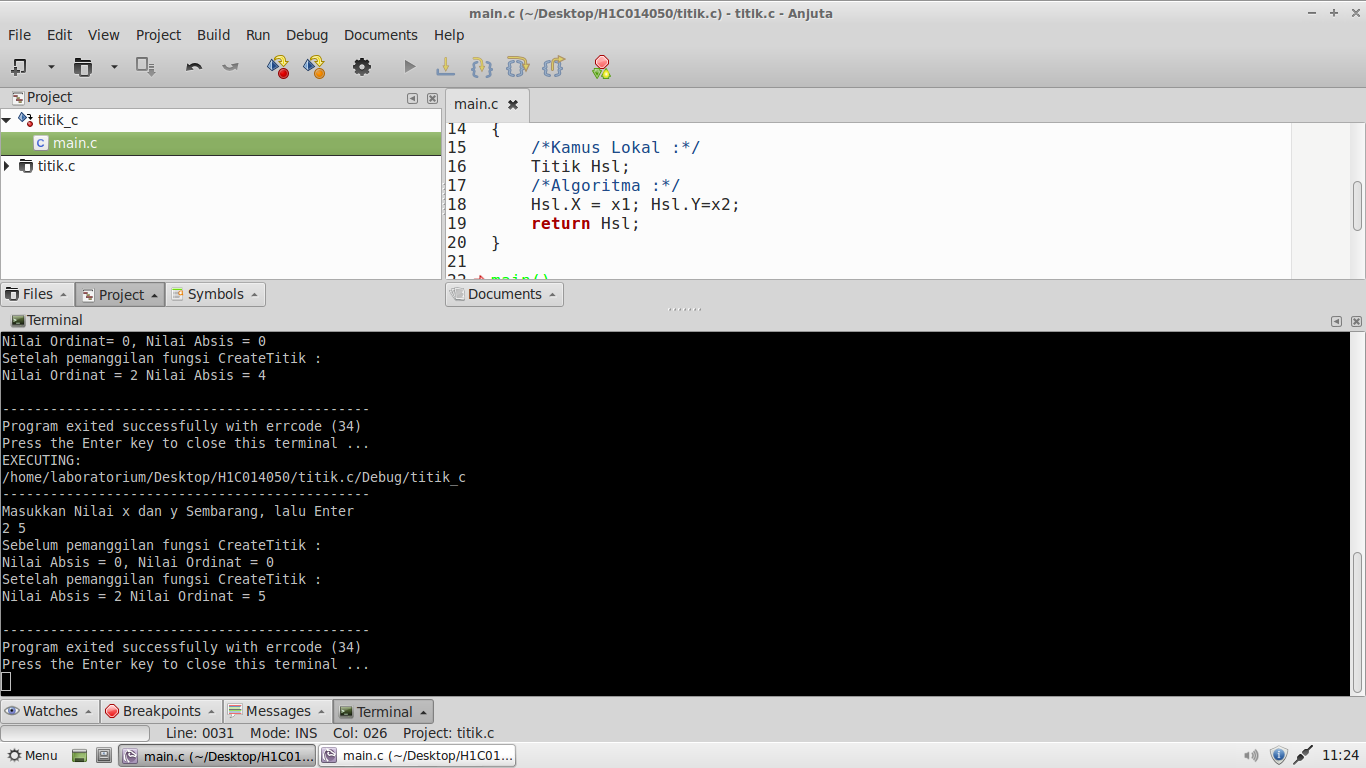 main.c (~/Desktop/H1C014050/titik.c) - titik.c - Anjuta
File Edit View Project Build Run Debug Documents Help
Project
titik_c
main.c
titik.c
Files Project Symbols
main.c
14 {
15 /*Kamus Lokal :*/
16 Titik Hsl;
17 /*Algoritma :*/
18 Hsl.X = x1; Hsl.Y=x2;
19 return Hsl;
20 }
21
22 main()
Documents
Terminal
Nilai Ordinat= 0, Nilai Absis = 0
Setelah pemanggilan fungsi CreateTitik :
Nilai Ordinat = 2 Nilai Absis = 4
----------------------------------------------
Program exited successfully with errcode (34)
Press the Enter key to close this terminal ...
EXECUTING:
/home/laboratorium/Desktop/H1C014050/titik.c/Debug/titik_c
----------------------------------------------
Masukkan Nilai x dan y Sembarang, lalu Enter
2 5
Sebelum pemanggilan fungsi CreateTitik :
Nilai Absis = 0, Nilai Ordinat = 0
Setelah pemanggilan fungsi CreateTitik :
Nilai Absis = 2 Nilai Ordinat = 5
----------------------------------------------
Program exited successfully with errcode (34)
Press the Enter key to close this terminal ...
Watches Breakpoints Messages Terminal
Line: 0031 Mode: INS Col: 026 Project: titik.c
Menu main.c (~/Desktop/H1C01... main.c (~/Desktop/H1C01... 11:24